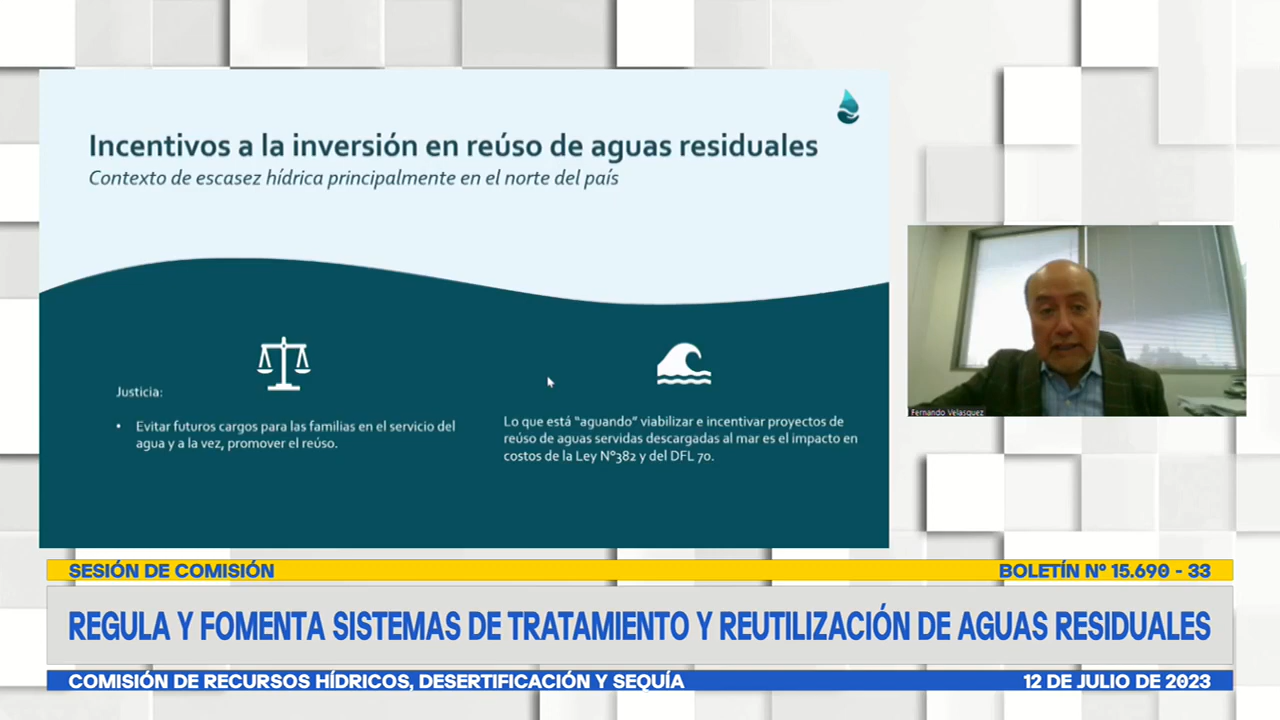 Incentivos a la inversión en reúso de aguas residuales
Contexto de escasez hídrica principalmente en el norte del país
Justicia:
• Evitar futuros cargos para las familias en el servicio del
agua y a la vez, promover el reúso.
Lo que está “aguando” viabilizar e incentivar proyectos de
reúso de aguas servidas descargadas al mar es el impacto en
costos de la Ley N°382 y del DFL 70.
Fernando Velasquez
SESIÓN DE COMISIÓN
BOLETÍN N° 15.690 - 33
REGULA Y FOMENTA SISTEMAS DE TRATAMIENTO Y REUTILIZACIÓN DE AGUAS RESIDUALES
COMISIÓN DE RECURSOS HÍDRICOS, DESERTIFICACIÓN Y SEQUÍA
12 DE JULIO DE 2023